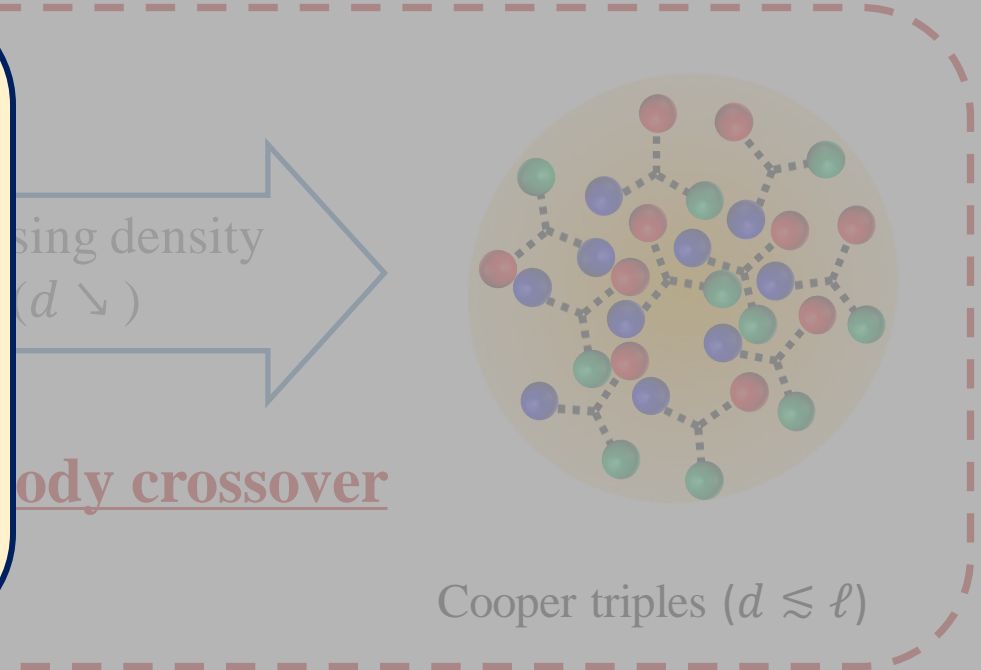 sing density
(d ↘ )
ody crossover
Cooper triples (d ≲ ℓ)